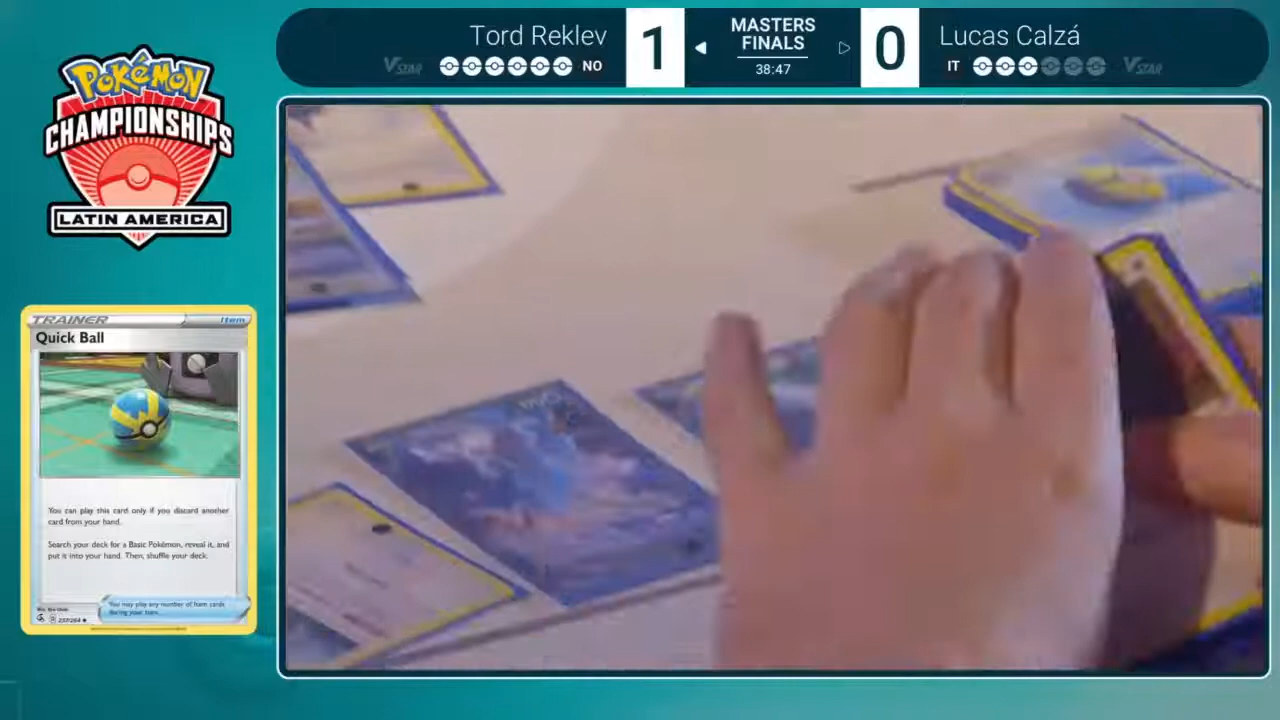 Pokémon
CHAMPIONSHIPS
LATIN AMERICA
Tord Reklev
VSTAR
NO
1
MASTERS
FINALS
38:47
0
Lucas Calzá
IT
VSTAR
TRAINER
Item
Quick Ball
You can play this card only if you discard another
card from your hand.
Search your deck for a Basic Pokémon, reveal it, and
put it into your hand. Then, shuffle your deck.
You may play any number of Item cards
during your turn.
237/264